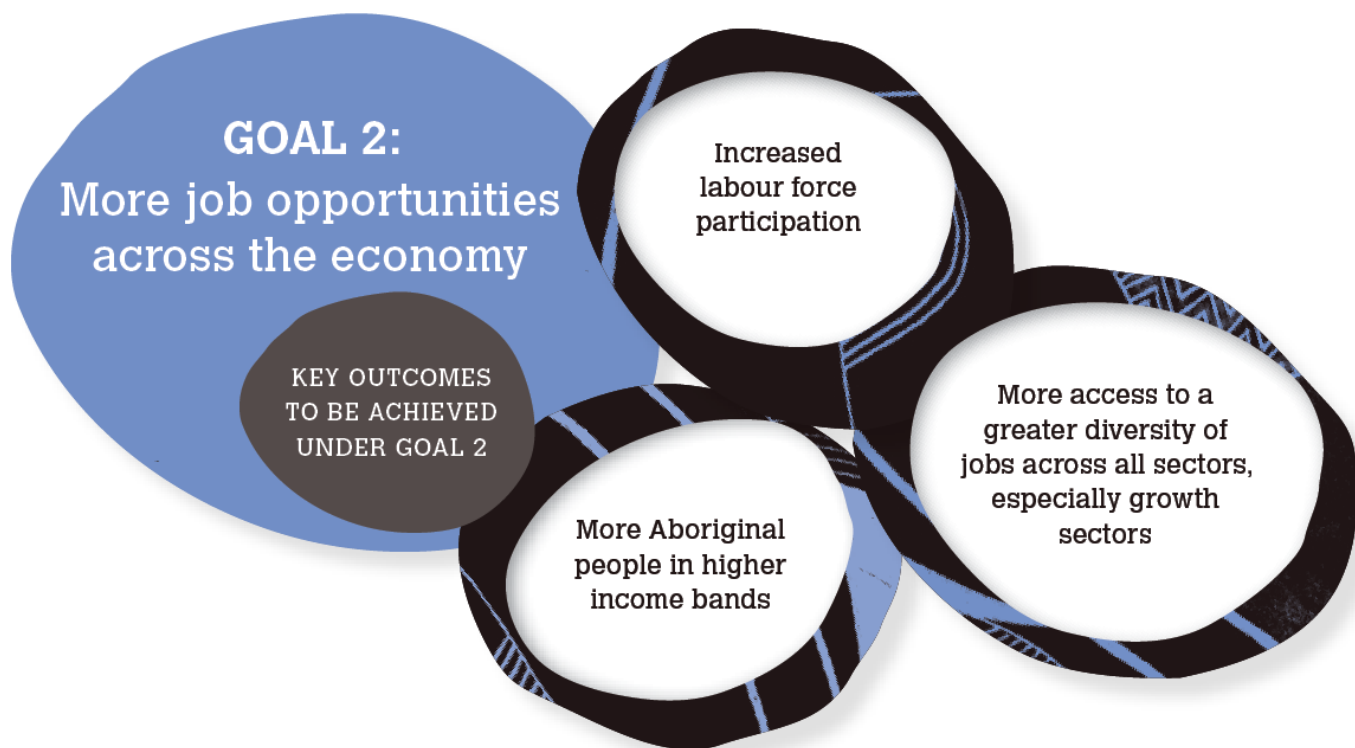 GOAL 2:
More job opportunities
across the economy
KEY OUTCOMES
TO BE ACHIEVED
UNDER GOAL 2
Increased
labour force
participation
More access to a
greater diversity of
jobs across all sectors,
especially growth
sectors
More Aboriginal
people in higher
income bands